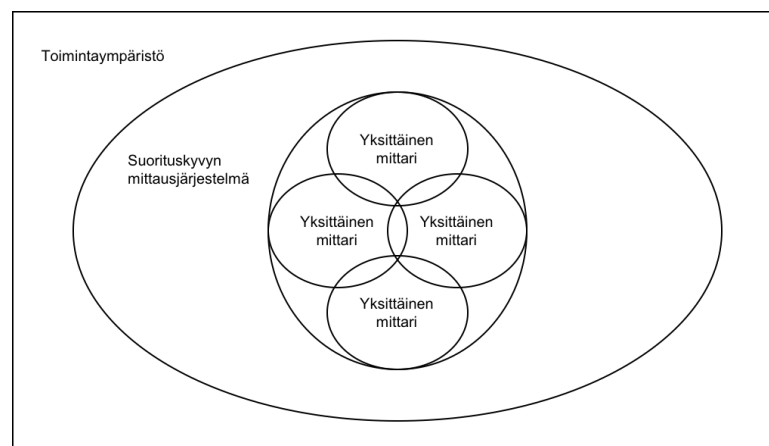 Toimintaympäristö
Suorituskyvyn
mittausjärjestelmä
Yksittäinen
mittari
Yksittäinen
mittari
Yksittäinen
mittari
Yksittäinen
mittari